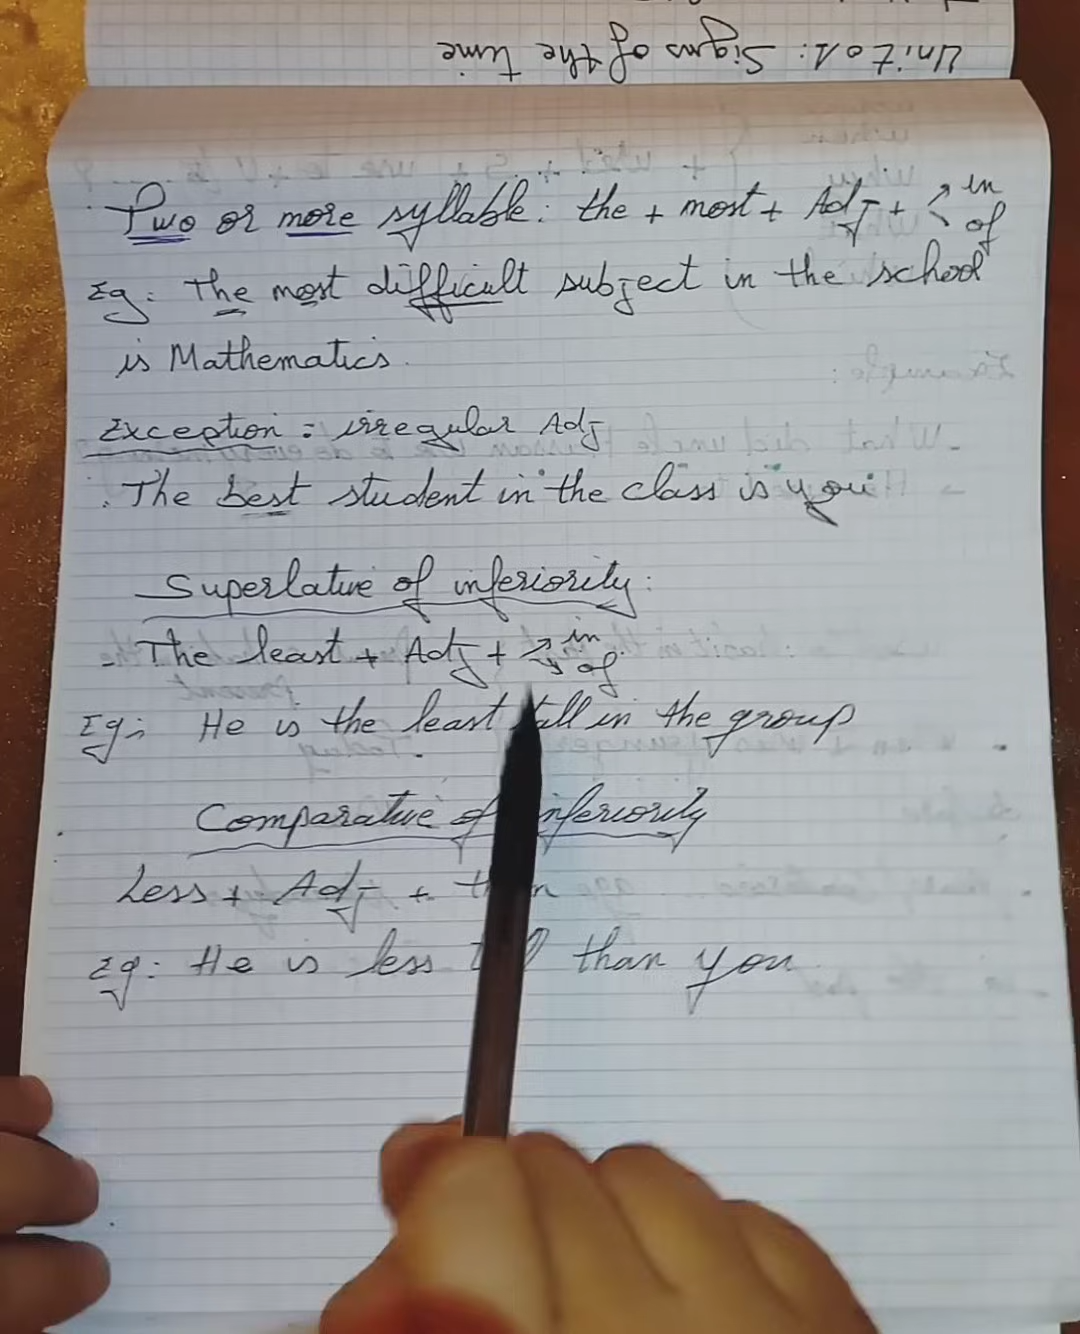 Unit 01: Signs of the time
Two or more syllable: the + most + Adj + in
of
Eg: The most difficult subject in the school
is Mathematics.
Exception: irregular Adj
. The best student in the class is you
Superlative of inferiority:
- The least + Adj + in
of
Eg: He is the least tall in the group
Comparative of inferiority
Less + Adj + than
Eg: He is less tall than you